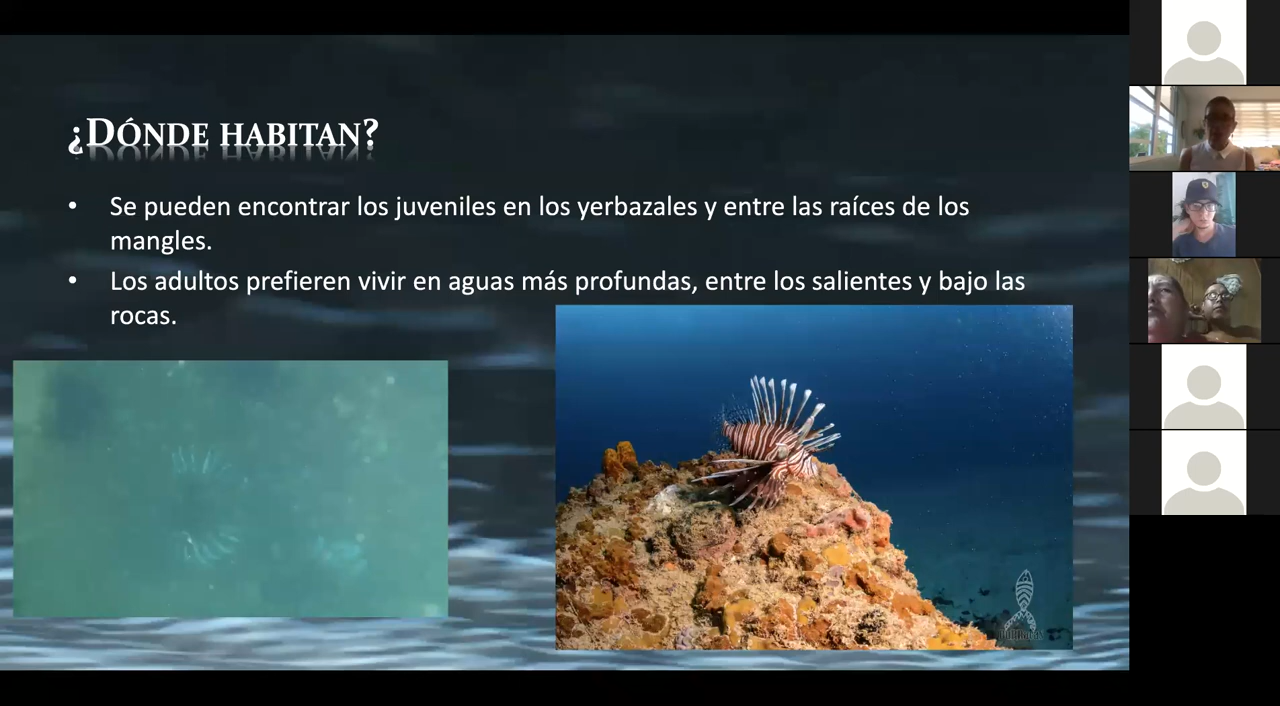 ¿DÓNDE HABITAN?
• Se pueden encontrar los juveniles en los yerbazales y entre las raíces de los
mangles.
• Los adultos prefieren vivir en aguas más profundas, entre los salientes y bajo las
rocas.